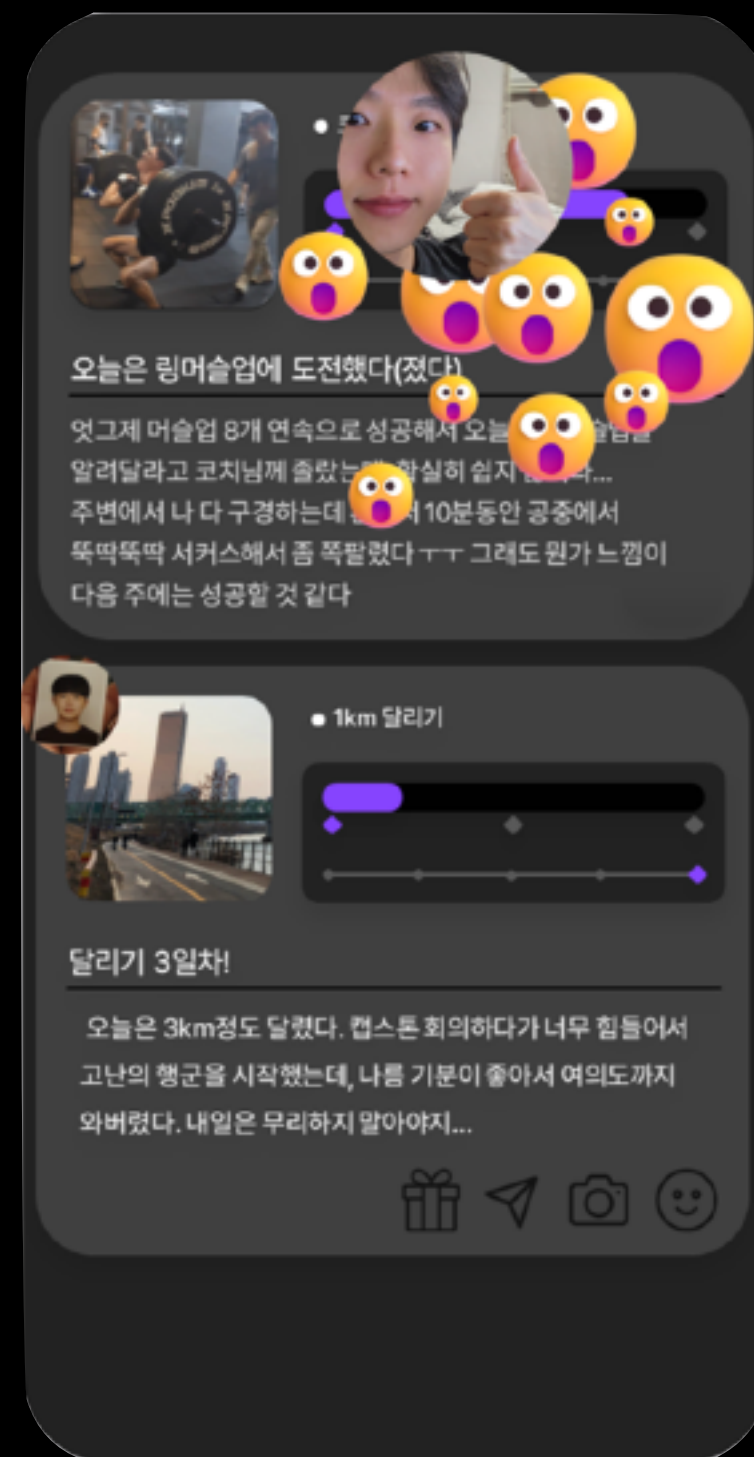 오늘은 링머슬업에 도전했다(졌다)
엇그제 머슬업 8개 연속으로 성공해서 오늘
알려달라고 코치님께 졸랐는데 확실히 쉽지
주변에서 나 다 구경하는데 10분동안 공중에서
뚝딱뚝딱 서커스해서 좀 쪽팔렸다 ㅜㅜ 그래도 뭔가 느낌이
다음 주에는 성공할 것 같다
1km 달리기
달리기 3일차!
오늘은 3km정도 달렸다. 캡스톤 회의하다가 너무 힘들어서
고난의 행군을 시작했는데, 나름 기분이 좋아서 여의도까지
와버렸다. 내일은 무리하지 말아야지...